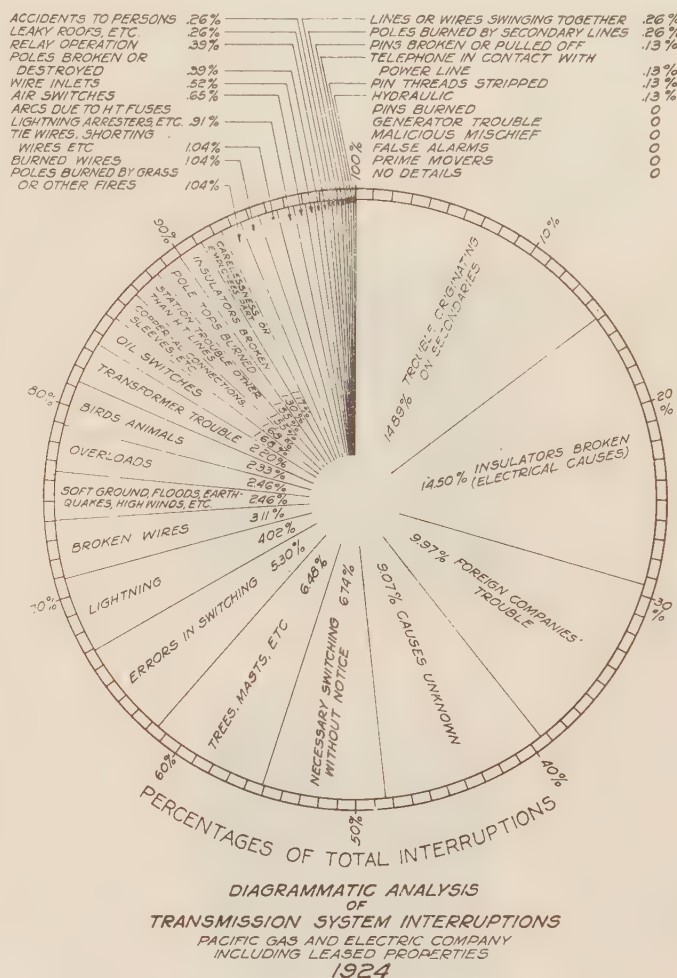 ACCIDENTS TO PERSONS .26%
LEAKY ROOFS, ETC. .26%
RELAY OPERATION .39%
POLES BROKEN OR
DESTROYED .39%
WIRE INLETS .52%
AIR SWITCHES .65%
ARCS DUE TO H T FUSES
LIGHTNING ARRESTERS, ETC. .91%
TIE WIRES, SHORTING
WIRES ETC 1.04%
BURNED WIRES 1.04%
POLES BURNED BY GRASS
OR OTHER FIRES 1.04%
LINES OR WIRES SWINGING TOGETHER .26%
POLES BURNED BY SECONDARY LINES .26%
PINS BROKEN OR PULLED OFF .13%
TELEPHONE IN CONTACT WITH
POWER LINE .13%
PIN THREADS STRIPPED .13%
HYDRAULIC .13%
PINS BURNED 0
GENERATOR TROUBLE 0
MALICIOUS MISCHIEF 0
FALSE ALARMS 0
PRIME MOVERS 0
NO DETAILS 0
100%
10%
20%
30%
40%
50%
60%
70%
80%
90%
14.89% TROUBLE ORIGINATING
ON SECONDARIES
14.50% INSULATORS BROKEN
(ELECTRICAL CAUSES)
9.97% FOREIGN COMPANIES'
TROUBLE
9.07% CAUSES UNKNOWN
NECESSARY SWITCHING 6.74%
WITHOUT NOTICE
TREES, MASTS, ETC 6.48%
ERRORS IN SWITCHING 5.30%
LIGHTNING 4.02%
BROKEN WIRES 3.11%
SOFT GROUND, FLOODS, EARTH- 2.46%
QUAKES, HIGH WINDS, ETC.
OVERLOADS 2.46%
BIRDS ANIMALS 2.33%
TRANSFORMER TROUBLE 2.20%
OIL SWITCHES
COPPER-AL CONNECTIONS,
SLEEVES, ETC
STATION TROUBLE OTHER
THAN H T LINES
POLE TOPS BURNED
INSULATORS BROKEN
CARELESSNESS ON
EMPLOYEES PART
PERCENTAGES OF TOTAL INTERRUPTIONS
DIAGRAMMATIC ANALYSIS
OF
TRANSMISSION SYSTEM INTERRUPTIONS
PACIFIC GAS AND ELECTRIC COMPANY
INCLUDING LEASED PROPERTIES
1924